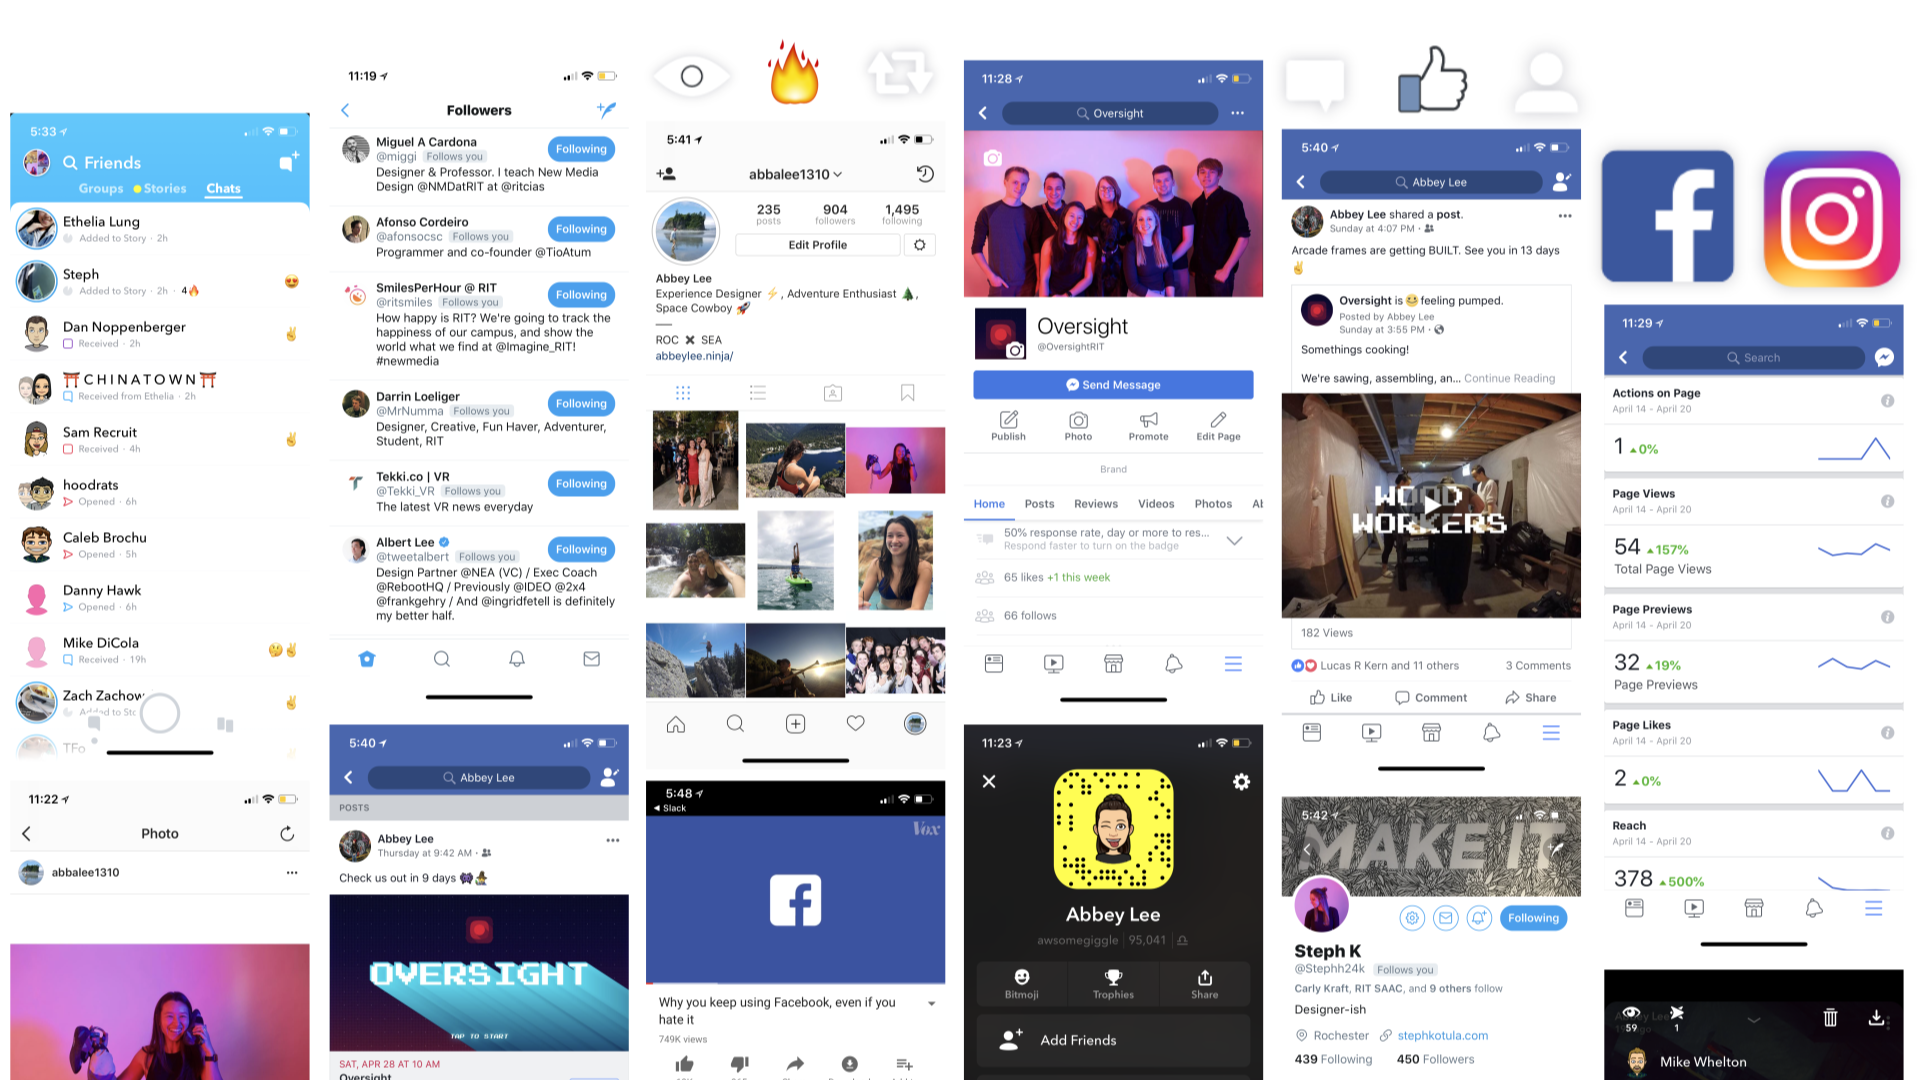 5:33
Friends
Groups Stories Chats
Ethelia Lung
Added to Story · 2h
Steph
Added to Story · 2h · 4🔥
Dan Noppenberger
Received · 2h
⛩CHINATOWN⛩
Received from Ethelia · 2h
Sam Recruit
Received · 4h
hoodrats
Opened · 6h
Caleb Brochu
Opened · 5h
Danny Hawk
Opened · 6h
Mike DiCola
Received · 19h
Zach Zachow
Added to Stc
TFo
11:22
Photo
abbalee1310
11:19
Followers
Miguel A Cardona
@miggi Follows you
Following
Designer & Professor. I teach New Media
Design @NMDatRIT at @ritcias
Afonso Cordeiro
@afonsocsc Follows you
Following
Programmer and co-founder @TioAtum
SmilesPerHour @ RIT
@ritsmiles Follows you
Following
How happy is RIT? We're going to track the
happiness of our campus, and show the
world what we find at @Imagine_RIT!
#newmedia
Darrin Loeliger
@MrNumma Follows you
Following
Designer, Creative, Fun Haver, Adventurer,
Student, RIT
Tekki.co | VR
@Tekki_VR Follows you
Following
The latest VR news everyday
Albert Lee
@tweetalbert Follows you
Following
Design Partner @NEA (VC) / Exec Coach
@RebootHQ / Previously @IDEO @2x4
@frankgehry / And @ingridfetell is definitely
my better half.
5:40
Abbey Lee
POSTS
Abbey Lee
Thursday at 9:42 AM ·
Check us out in 9 days
OVERSIGHT
TAP TO START
SAT, APR 28 AT 10 AM
Oversight
5:41
abbalee1310
235 904 1,495
posts followers following
Edit Profile
Abbey Lee
Experience Designer ⚡, Adventure Enthusiast 🌲,
Space Cowboy 🚀
—
ROC ✖ SEA
abbeylee.ninja/
5:48
Slack
Vox
Why you keep using Facebook, even if you
hate it
749K views
11:28
Oversight
Oversight
@OversightRIT
Send Message
Publish Photo Promote Edit Page
Brand
Home Posts Reviews Videos Photos Al
50% response rate, day or more to res...
Respond faster to turn on the badge
65 likes +1 this week
66 follows
11:23
Abbey Lee
awsomegiggle 95,041
Bitmoji Trophies Share
Add Friends
5:40
Abbey Lee
Abbey Lee shared a post.
Sunday at 4:07 PM ·
Arcade frames are getting BUILT. See you in 13 days
✌
Oversight is 😄 feeling pumped.
Posted by Abbey Lee
Sunday at 3:55 PM ·
Somethings cooking!
We're sawing, assembling, an... Continue Reading
WOOD
WORKERS
182 Views
Lucas R Kern and 11 others 3 Comments
Like Comment Share
5:42
MAKE IT
Following
Steph K
@Stephh24k Follows you
Carly Kraft, RIT SAAC, and 9 others follow
Designer-ish
Rochester stephkotula.com
439 Following 450 Followers
11:29
Search
Actions on Page
April 14 - April 20
1 0%
Page Views
April 14 - April 20
54 157%
Total Page Views
Page Previews
April 14 - April 20
32 19%
Page Previews
Page Likes
April 14 - April 20
2 0%
Reach
April 14 - April 20
378 500%
Abbey Lee
59 1
Mike Whelton